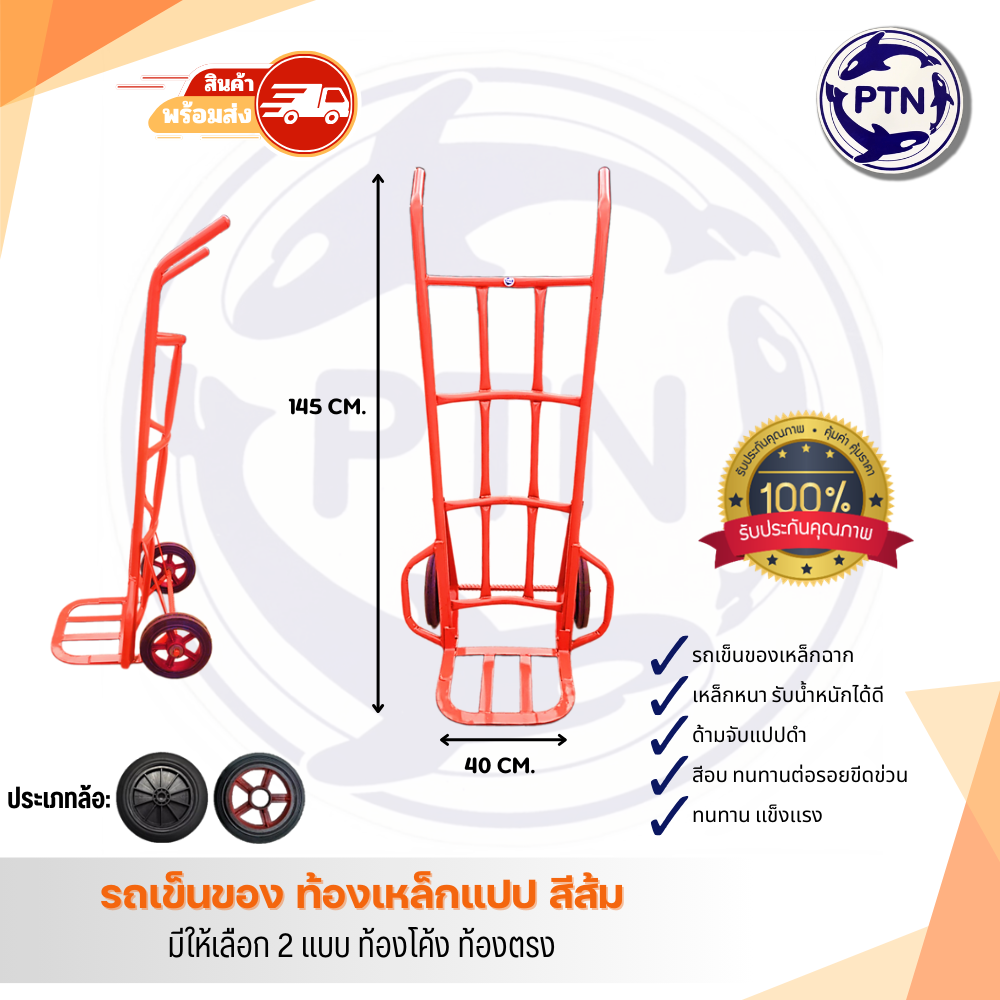 สินค้า
พร้อมส่ง
PTN
145 CM.
PTN
รับประกันคุณภาพ • คุ้มค่า คุ้มราคา
100%
รับประกันคุณภาพ
รถเข็นของเหล็กฉาก
เหล็กหนา รับน้ำหนักได้ดี
ด้ามจับแปปดำ
สีอบ ทนทานต่อรอยขีดข่วน
ทนทาน แข็งแรง
40 CM.
ประเภทล้อ:
รถเข็นของ ท้องเหล็กแปป สีส้ม
มีให้เลือก 2 แบบ ท้องโค้ง ท้องตรง